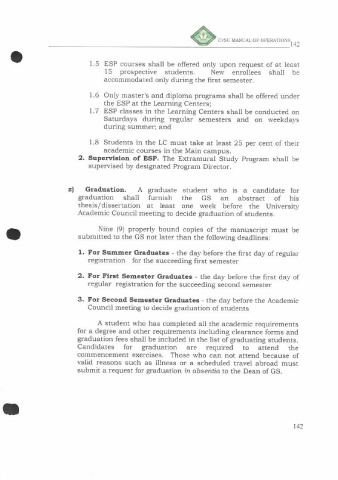 CVSU MANUAL OF OPERATIONS
142
1.5 ESP courses shall be offered only upon request of at least
15 prospective students. New enrollees shall be
accommodated only during the first semester.
1.6 Only master's and diploma programs shall be offered under
the ESP at the Learning Centers;
1.7 ESP classes in the Learning Centers shall be conducted on
Saturdays during regular semesters and on weekdays
during summer; and
1.8 Students in the LC must take at least 25 per cent of their
academic courses in the Main campus.
2. Supervision of ESP. The Extramural Study Program shall be
supervised by designated Program Director.
z) Graduation. A graduate student who is a candidate for
graduation shall furnish the GS an abstract of his
thesis/dissertation at least one week before the University
Academic Council meeting to decide graduation of students.
Nine (9) properly bound copies of the manuscript must be
submitted to the GS not later than the following deadlines:
1. For Summer Graduates - the day before the first day of regular
registration for the succeeding first semester
2. For First Semester Graduates - the day before the first day of
regular registration for the succeeding second semester
3. For Second Semester Graduates - the day before the Academic
Council meeting to decide graduation of students
A student who has completed all the academic requirements
for a degree and other requirements including clearance forms and
graduation fees shall be included in the list of graduating students.
Candidates for graduation are required to attend the
commencement exercises. Those who can not attend because of
valid reasons such as illness or a scheduled travel abroad must
submit a request for graduation in absentia to the Dean of GS.
142